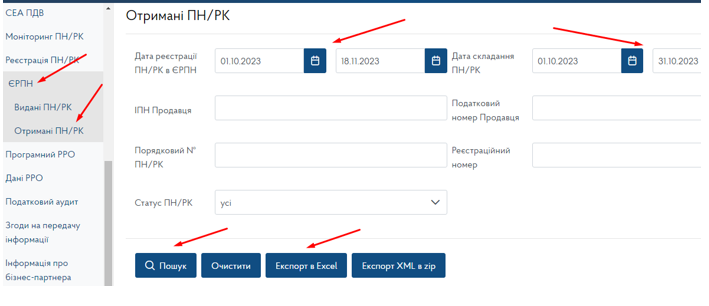 СЕА ПДВ
Моніторинг ПН/РК
Реєстрація ПН/РК
ЄРПН
Видані ПН/РК
Отримані ПН/РК
Програмний РРО
Дані РРО
Податковий аудит
Згоди на передачу
інформації
Інформація про
бізнес-партнера
Отримані ПН/РК
Дата реєстрації
ПН/РК в ЄРПН
01.10.2023
18.11.2023
Дата складання
ПН/РК
01.10.2023
31.10.2023
ІПН Продавця
Податковий
номер Продавця
Порядковий №
ПН/РК
Реєстраційний
номер
Статус ПН/РК
усі
Пошук
Очистити
Експорт в Excel
Експорт XML в zip